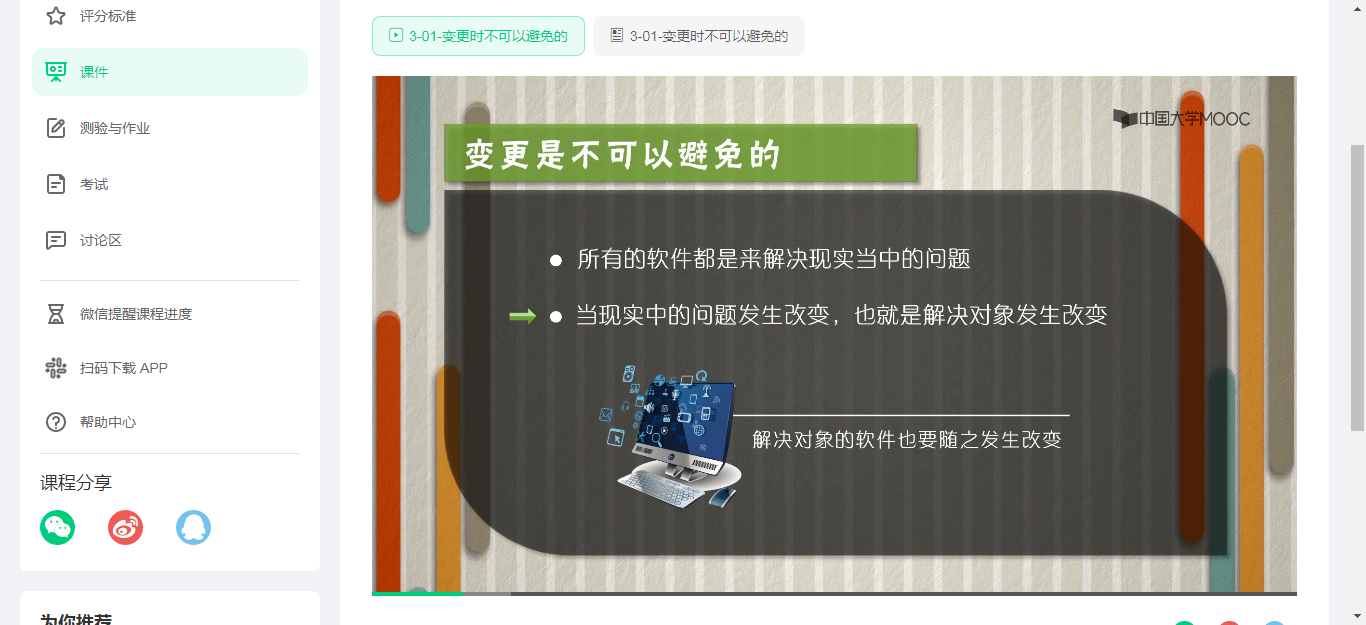 评分标准
课件
测验与作业
考试
讨论区
微信提醒课程进度
扫码下载 APP
帮助中心
课程分享
为你推荐
3-01-变更时不可以避免的
3-01-变更时不可以避免的
中国大学MOOC
变更是不可以避免的
所有的软件都是来解决现实当中的问题
当现实中的问题发生改变，也就是解决对象发生改变
解决对象的软件也要随之发生改变